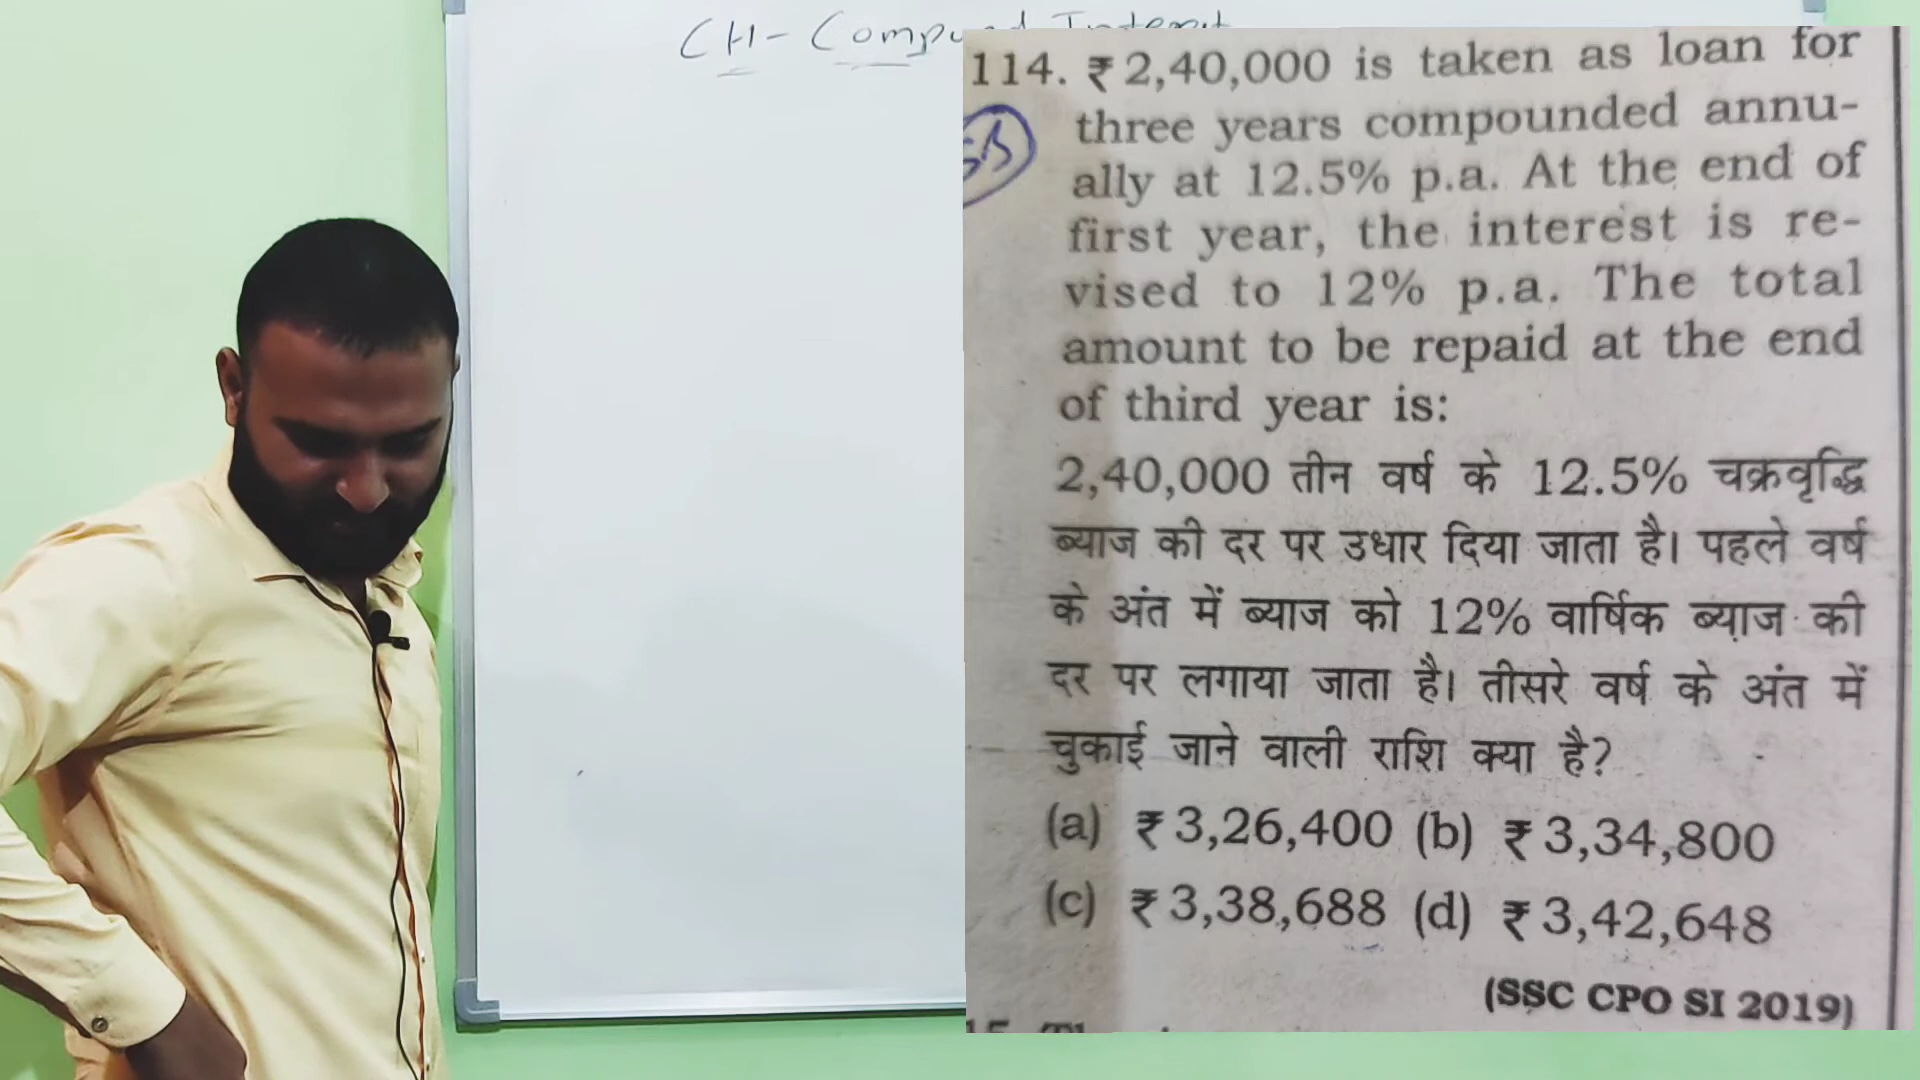 CH- Compound Interest
114. ₹ 2,40,000 is taken as loan for
three years compounded annu-
ally at 12.5% p.a. At the end of
first year, the interest is re-
vised to 12% p.a. The total
amount to be repaid at the end
of third year is:
2,40,000 तीन वर्ष के 12.5% चक्रवृद्धि
ब्याज की दर पर उधार दिया जाता है। पहले वर्ष
के अंत में ब्याज को 12% वार्षिक ब्याज की
दर पर लगाया जाता है। तीसरे वर्ष के अंत में
चुकाई जाने वाली राशि क्या है?
(a) ₹ 3,26,400 (b) ₹ 3,34,800
(c) ₹ 3,38,688 (d) ₹ 3,42,648
(SSC CPO SI 2019)